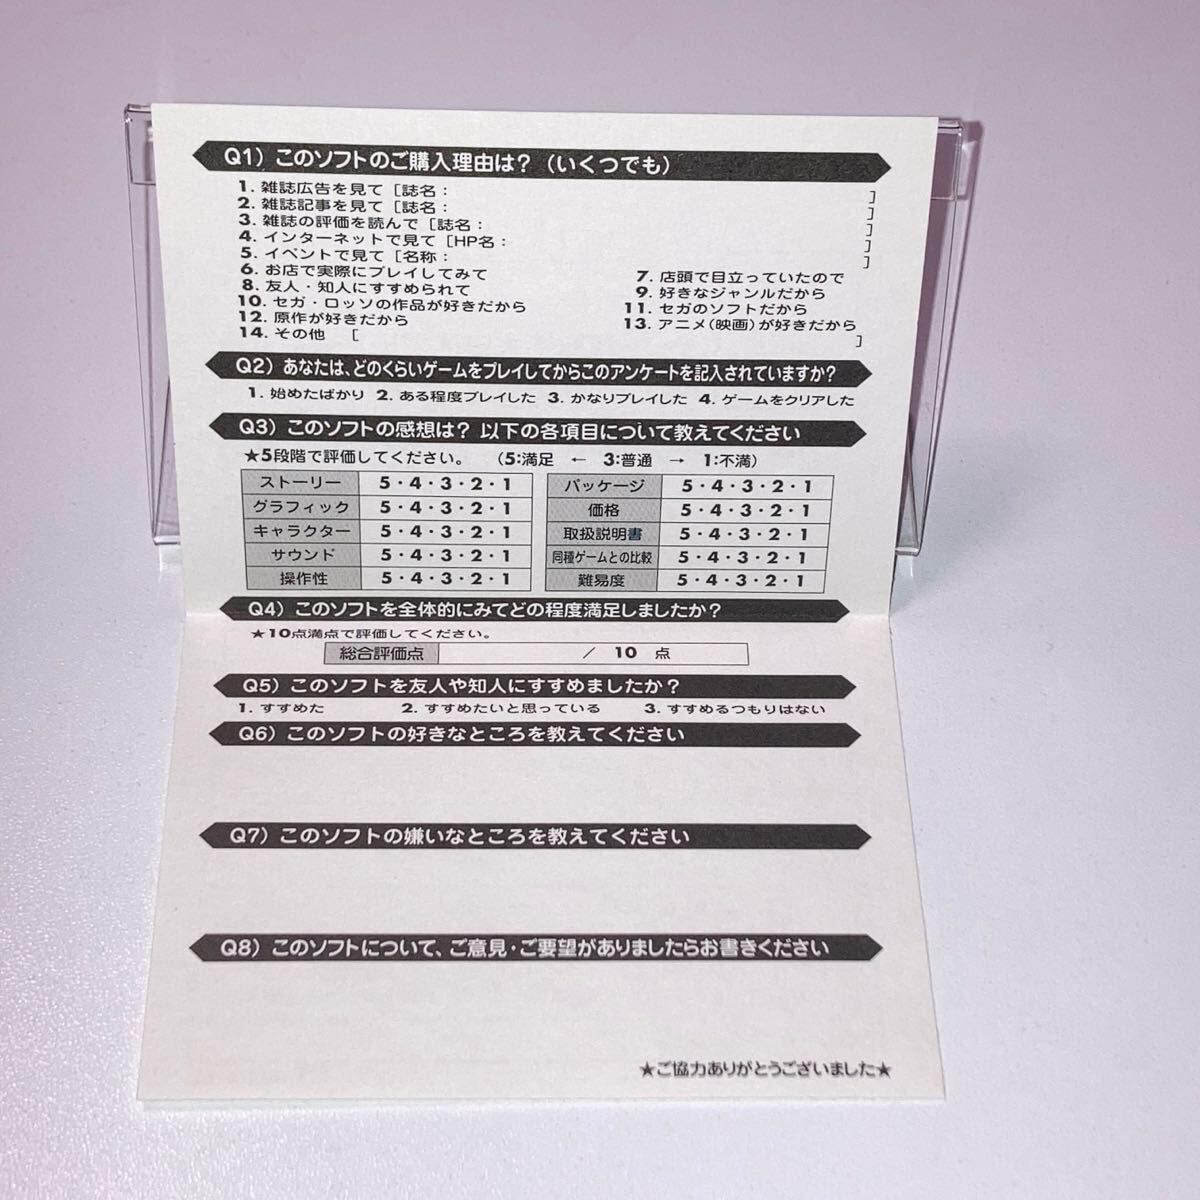 Q1）このソフトのご購入理由は？（いくつでも）
1. 雑誌広告を見て［誌名： ］
2. 雑誌記事を見て［誌名： ］
3. 雑誌の評価を読んで［誌名： ］
4. インターネットで見て［HP名： ］
5. イベントで見て［名称： ］
6. お店で実際にプレイしてみて 7. 店頭で目立っていたので
8. 友人・知人にすすめられて 9. 好きなジャンルだから
10. セガ・ロッソの作品が好きだから 11. セガのソフトだから
12. 原作が好きだから 13. アニメ（映画）が好きだから
14. その他 ［ ］
Q2）あなたは、どのくらいゲームをプレイしてからこのアンケートを記入されていますか？
1. 始めたばかり 2. ある程度プレイした 3. かなりプレイした 4. ゲームをクリアした
Q3）このソフトの感想は？ 以下の各項目について教えてください
★5段階で評価してください。 （5：満足 ← 3：普通 → 1：不満）
ストーリー 5・4・3・2・1 パッケージ 5・4・3・2・1
グラフィック 5・4・3・2・1 価格 5・4・3・2・1
キャラクター 5・4・3・2・1 取扱説明書 5・4・3・2・1
サウンド 5・4・3・2・1 同種ゲームとの比較 5・4・3・2・1
操作性 5・4・3・2・1 難易度 5・4・3・2・1
Q4）このソフトを全体的にみてどの程度満足しましたか？
★10点満点で評価してください。
総合評価点 ／ 10 点
Q5）このソフトを友人や知人にすすめましたか？
1. すすめた 2. すすめたいと思っている 3. すすめるつもりはない
Q6）このソフトの好きなところを教えてください
Q7）このソフトの嫌いなところを教えてください
Q8）このソフトについて、ご意見・ご要望がありましたらお書きください
★ご協力ありがとうございました★